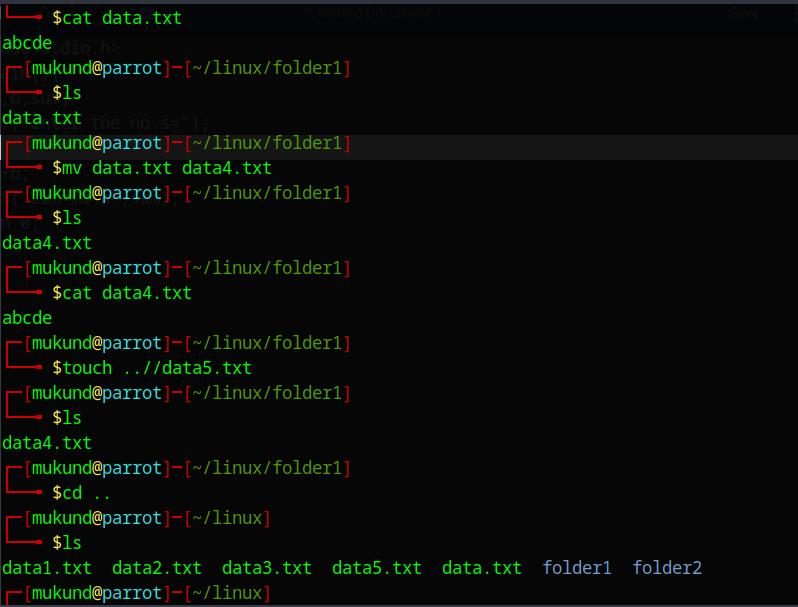 $cat data.txt
abcde
[mukund@parrot]-[~/linux/folder1]
$ls
data.txt
[mukund@parrot]-[~/linux/folder1]
$mv data.txt data4.txt
[mukund@parrot]-[~/linux/folder1]
$ls
data4.txt
[mukund@parrot]-[~/linux/folder1]
$cat data4.txt
abcde
[mukund@parrot]-[~/linux/folder1]
$touch ..//data5.txt
[mukund@parrot]-[~/linux/folder1]
$ls
data4.txt
[mukund@parrot]-[~/linux/folder1]
$cd ..
[mukund@parrot]-[~/linux]
$ls
data1.txt  data2.txt  data3.txt  data5.txt  data.txt  folder1  folder2
[mukund@parrot]-[~/linux]